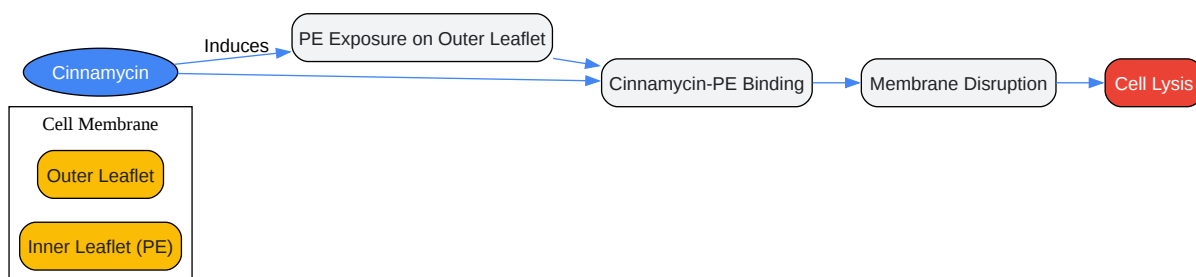 Cinnamycin
Induces
PE Exposure on Outer Leaflet
Cinnamycin-PE Binding
Membrane Disruption
Cell Lysis
Cell Membrane
Outer Leaflet
Inner Leaflet (PE)